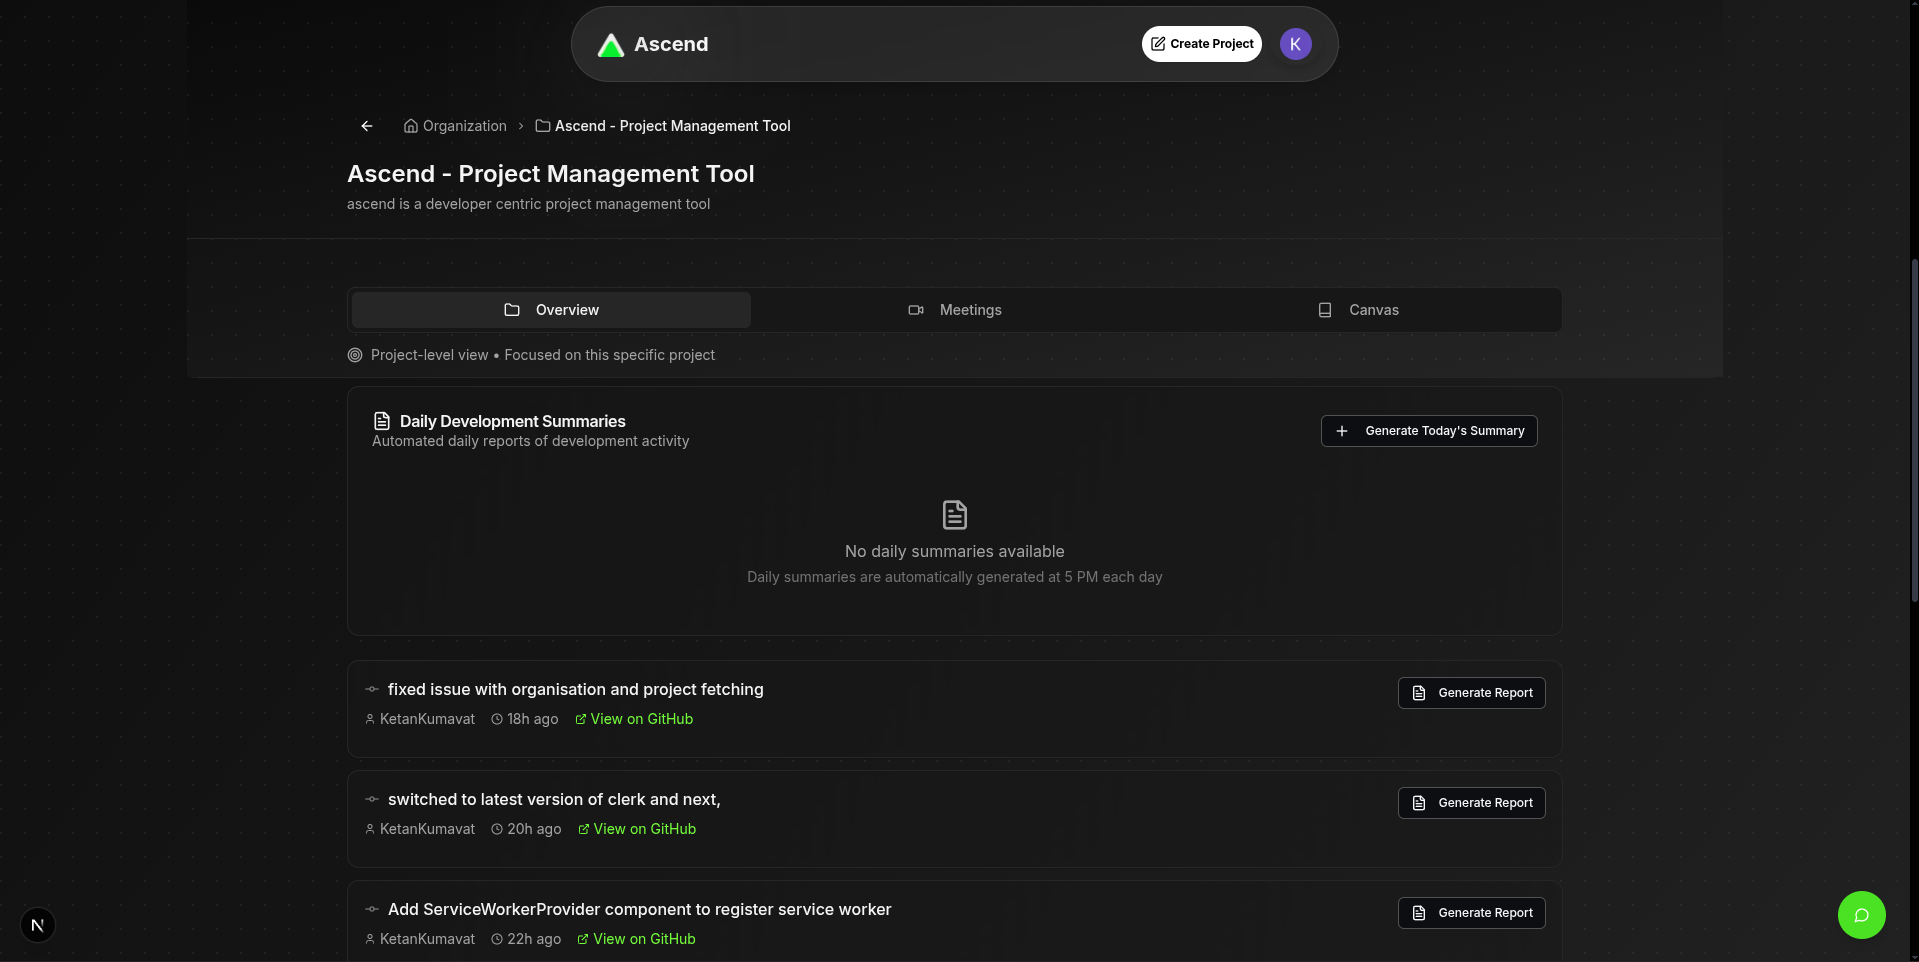 Ascend
Create Project
K
Organization > Ascend - Project Management Tool
Ascend - Project Management Tool
ascend is a developer centric project management tool
Overview
Meetings
Canvas
Project-level view • Focused on this specific project
Daily Development Summaries
Automated daily reports of development activity
Generate Today's Summary
No daily summaries available
Daily summaries are automatically generated at 5 PM each day
fixed issue with organisation and project fetching
KetanKumavat 18h ago View on GitHub
Generate Report
switched to latest version of clerk and next,
KetanKumavat 20h ago View on GitHub
Generate Report
Add ServiceWorkerProvider component to register service worker
KetanKumavat 22h ago View on GitHub
Generate Report
N